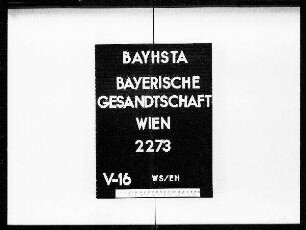 BAYHSTA
BAYERISCHE
GESANDTSCHAFT
WIEN
2273
V-16 WS/EH